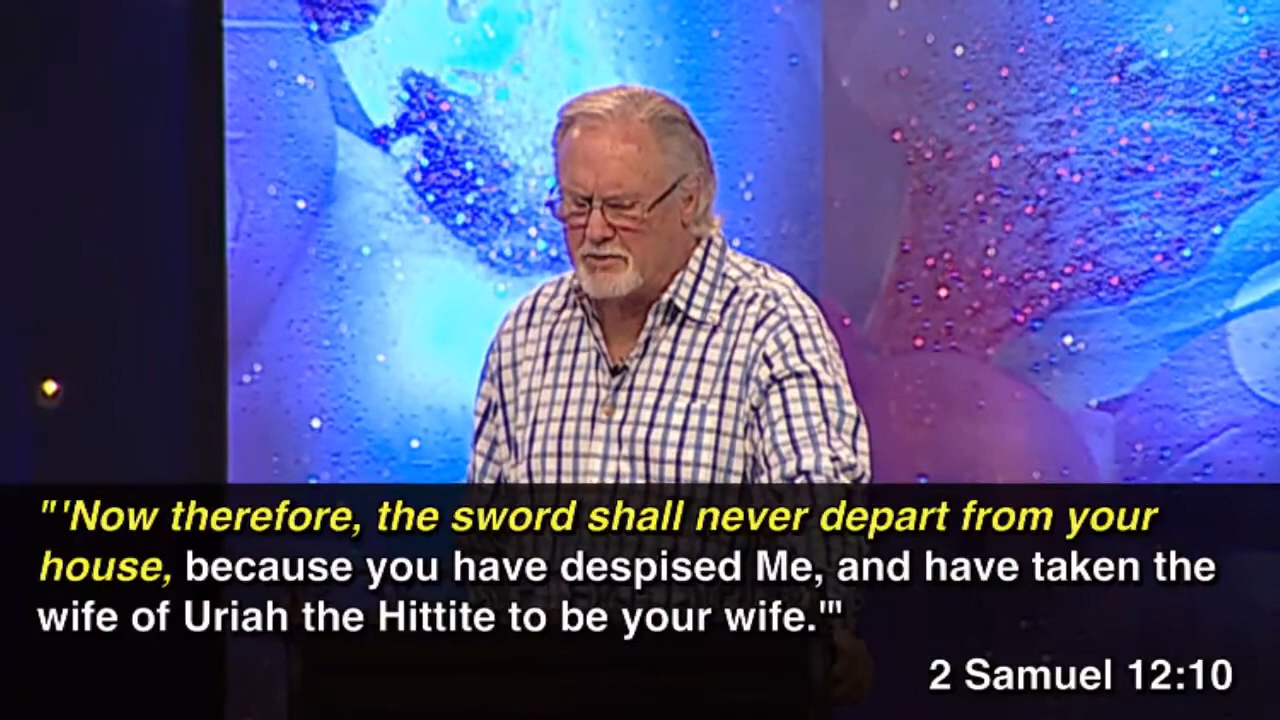 "'Now therefore, the sword shall never depart from your
house, because you have despised Me, and have taken the
wife of Uriah the Hittite to be your wife.'"
2 Samuel 12:10